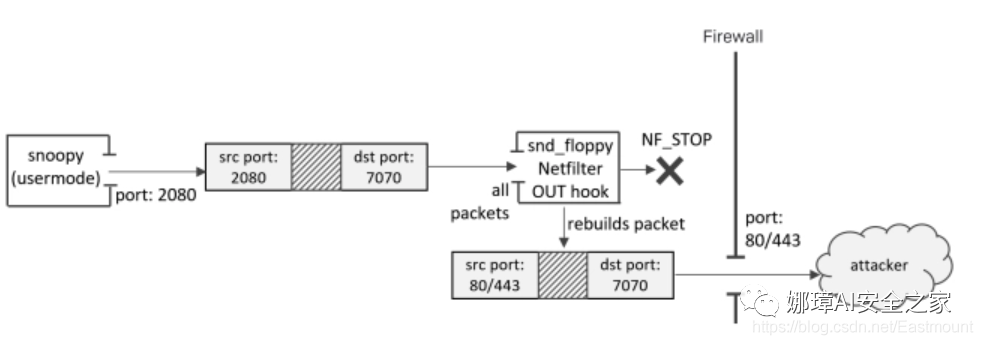 Firewall
snoopy
(usermode)
port: 2080
src port:
2080
dst port:
7070
all
packets
snd_floppy
Netfilter
OUT hook
NF_STOP
rebuilds packet
src port:
80/443
dst port:
7070
port:
80/443
attacker
娜璋AI安全之家
https://blog.csdn.net/Eastmount